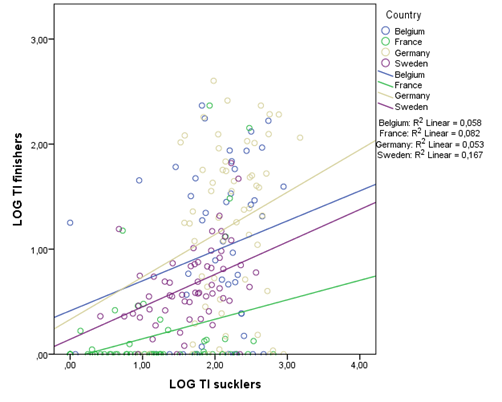 Country
Belgium
France
Germany
Sweden
Belgium
France
Germany
Sweden
Belgium: R2 Linear = 0,058
France: R2 Linear = 0,082
Germany: R2 Linear = 0,053
Sweden: R2 Linear = 0,167
LOG TI finishers
3,00
2,00
1,00
,00
,00 1,00 2,00 3,00 4,00
LOG TI sucklers